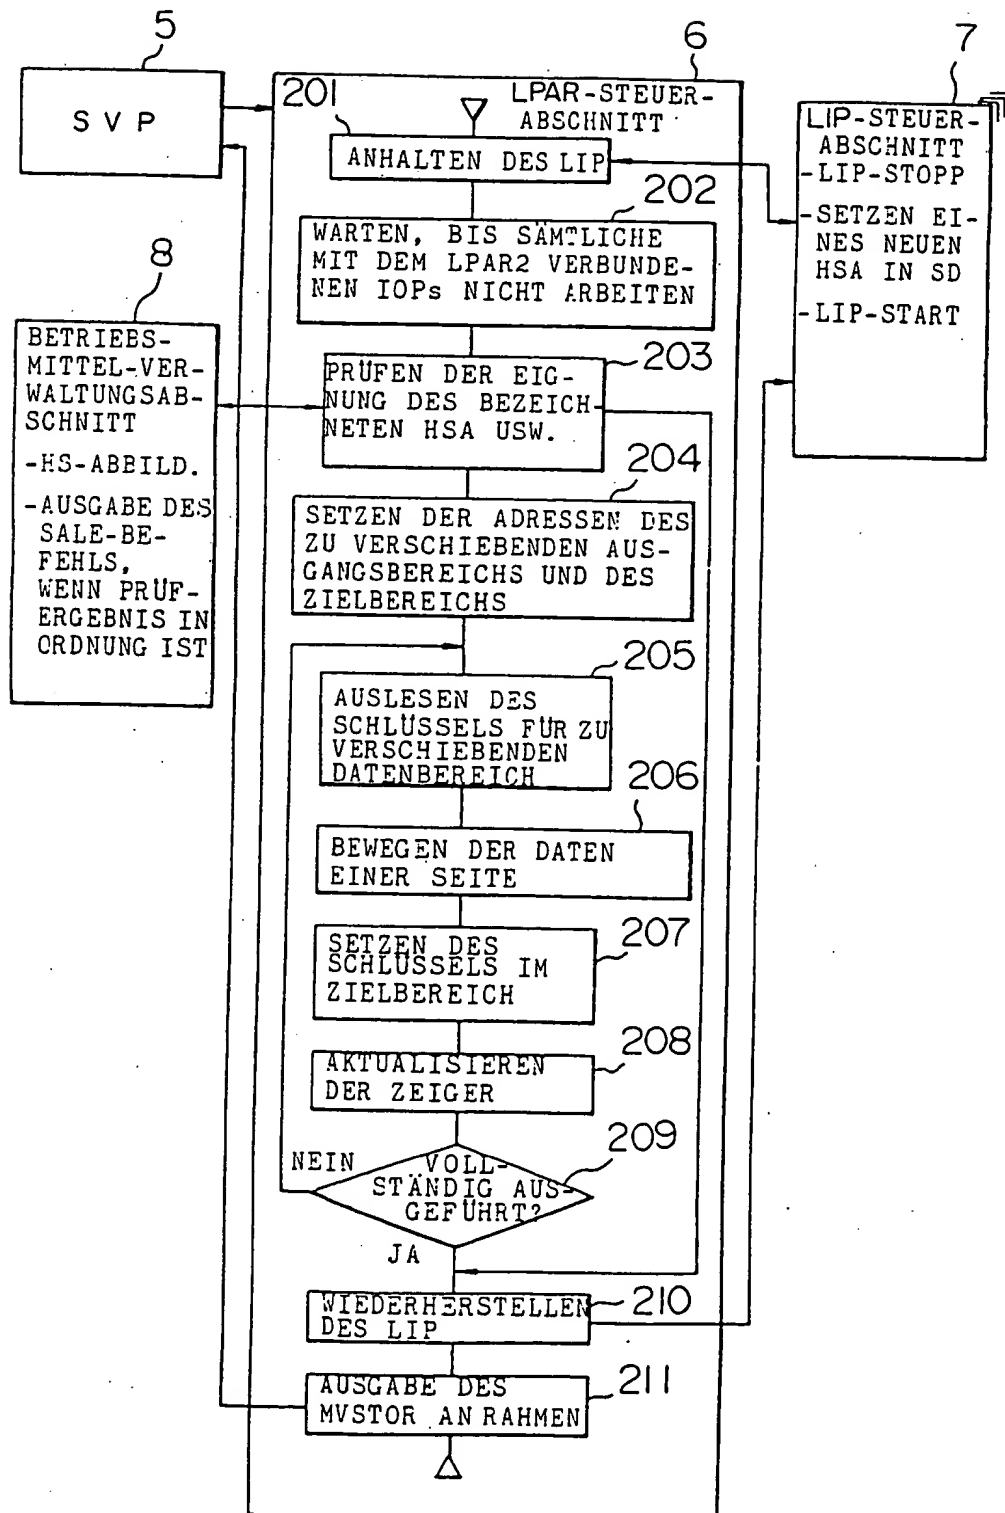 5
SVP
6
LPAR-STEUER-
ABSCHNITT
7
LIP-STEUER-
ABSCHNITT
-LIP-STOPP
-SETZEN EI-
NES NEUEN
HSA IN SD
-LIP-START
8
BETRIEBS-
MITTEL-VER-
WALTUNGSAB-
SCHNITT
-HS-ABBILD.
-AUSGABE DES
SALE-BE-
FEHLS,
WENN PRÜF-
ERGEBNIS IN
ORDNUNG IST
201
ANHALTEN DES LIP
202
WARTEN, BIS SÄMTLICHE
MIT DEM LPAR2 VERBUNDE-
NEN IOPs NICHT ARBEITEN
203
PRÜFEN DER EIG-
NUNG DES BEZEICH-
NETEN HSA USW.
204
SETZEN DER ADRESSEN DES
ZU VERSCHIEBENDEN AUS-
GANGSBEREICHS UND DES
ZIELBEREICHS
205
AUSLESEN DES
SCHLÜSSELS FÜR ZU
VERSCHIEBENDEN
DATENBEREICH
206
BEWEGEN DER DATEN
EINER SEITE
207
SETZEN DES
SCHLÜSSELS IM
ZIELBEREICH
208
AKTUALISIEREN
DER ZEIGER
209
NEIN
VOLL-
STÄNDIG AUS-
GEFÜHRT?
JA
210
WIEDERHERSTELLEN
DES LIP
211
AUSGABE DES
MVSTOR AN RAHMEN